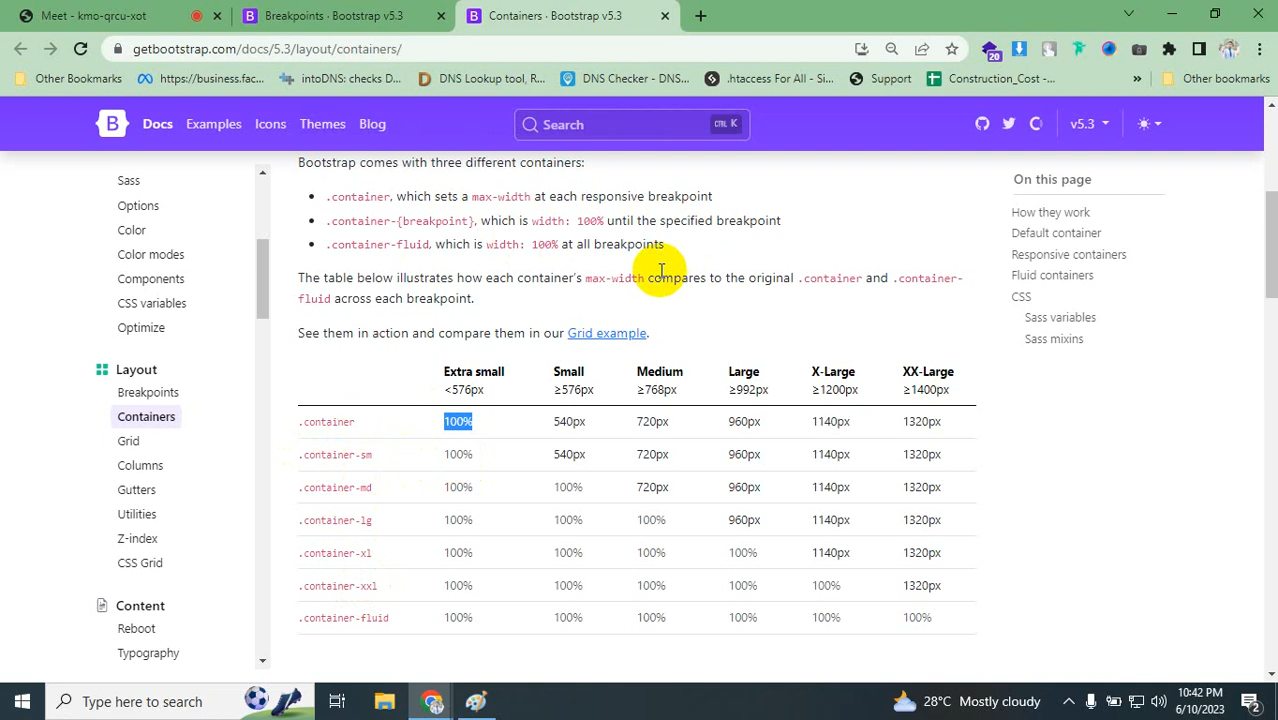 Meet - kmo-qrcu-xot
Breakpoints · Bootstrap v5.3
Containers · Bootstrap v5.3
getbootstrap.com/docs/5.3/layout/containers/
20
Other Bookmarks
https://business.fac...
intoDNS: checks D...
DNS Lookup tool, R...
DNS Checker - DNS...
.htaccess For All - Si...
Support
Construction_Cost -...
»
Other bookmarks
B
Docs
Examples
Icons
Themes
Blog
Search
CTRL K
v5.3
Sass
Options
Color
Color modes
Components
CSS variables
Optimize
Layout
Breakpoints
Containers
Grid
Columns
Gutters
Utilities
Z-index
CSS Grid
Content
Reboot
Typography
Bootstrap comes with three different containers:
• .container, which sets a max-width at each responsive breakpoint
• .container-{breakpoint}, which is width: 100% until the specified breakpoint
• .container-fluid, which is width: 100% at all breakpoints
The table below illustrates how each container's max-width compares to the original .container and .container-
fluid across each breakpoint.
See them in action and compare them in our Grid example.
Extra small Small Medium Large X-Large XX-Large
<576px ≥576px ≥768px ≥992px ≥1200px ≥1400px
.container 100% 540px 720px 960px 1140px 1320px
.container-sm 100% 540px 720px 960px 1140px 1320px
.container-md 100% 100% 720px 960px 1140px 1320px
.container-lg 100% 100% 100% 960px 1140px 1320px
.container-xl 100% 100% 100% 100% 1140px 1320px
.container-xxl 100% 100% 100% 100% 100% 1320px
.container-fluid 100% 100% 100% 100% 100% 100%
On this page
How they work
Default container
Responsive containers
Fluid containers
CSS
Sass variables
Sass mixins
Type here to search
28°C Mostly cloudy
10:42 PM
6/10/2023
2